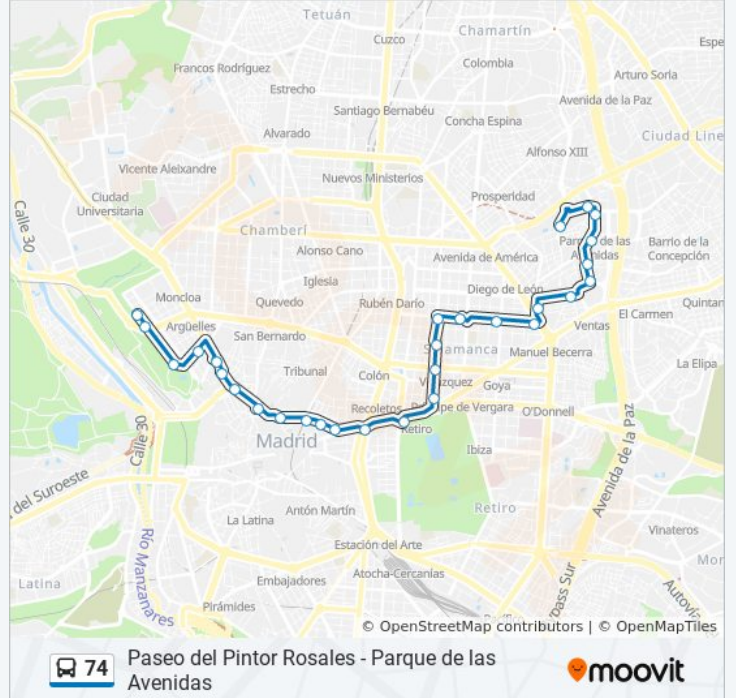 Tetuán
Chamartín
Cuzco
Espe
Francos Rodríguez
Colombia
Arturo Soria
Estrecho
Avenida de la Paz
Santiago Bernabéu
Concha Espina
Alvarado
Ciudad Line
Alfonso XIII
Vicente Aleixandre
Nuevos Ministerios
Ciudad
Universitaria
Prosperidad
Calle 30
Chamberí
Alonso Cano
Parque de las
Avenidas
Barrio de la
Concepción
Avenida de América
Iglesia
Diego de León
Moncloa
Quevedo
Rubén Darío
Quintan
El Carmen
Argüelles
San Bernardo
Ventas
Salamanca
Manuel Becerra
La Elipa
Tribunal
Colón
Velázquez
Goya
Recoletos
Príncipe de Vergara
O'Donnell
Calle 30
Madrid
Retiro
Ibiza
Avenida de la Paz
del Suroeste
Retiro
Antón Martín
La Latina
Vinateros
Río Manzanares
Estación del Arte
Mor
Latina
Embajadores
Atocha-Cercanías
Autovía
Pirámides
ypass Sur
© OpenStreetMap contributors | © OpenMapTiles
74
Paseo del Pintor Rosales - Parque de las
Avenidas
moovit